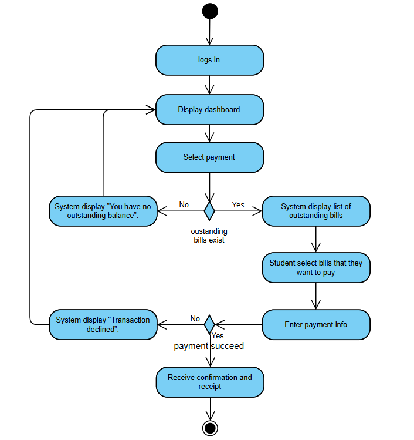 logs in
Display dashboard
Select payment
No
Yes
System display "You have no
outstanding balance".
System display list of
outstanding bills
oustanding
bills exist
Student select bills that they
want to pay
No
System display "Transaction
declined".
Enter payment info
Yes
payment succeed
Receive confirmation and
receipt